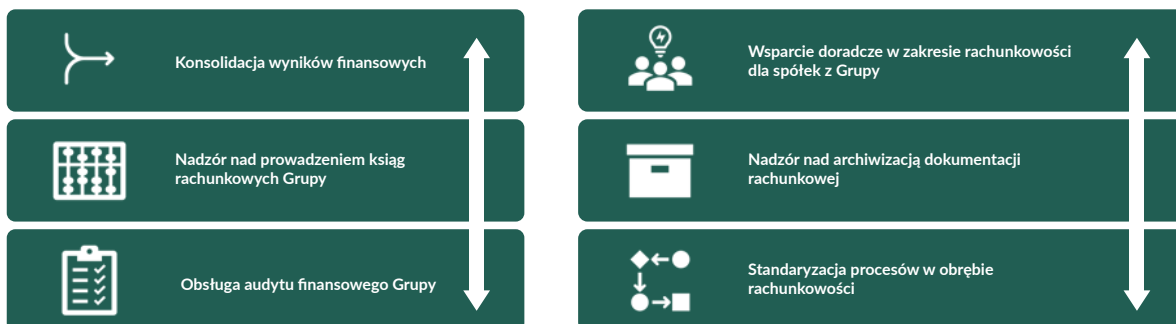 Konsolidacja wyników finansowych
Nadzór nad prowadzeniem ksiąg
rachunkowych Grupy
Obsługa audytu finansowego Grupy
Wsparcie doradcze w zakresie rachunkowości
dla spółek z Grupy
Nadzór nad archiwizacją dokumentacji
rachunkowej
Standaryzacja procesów w obrębie
rachunkowości